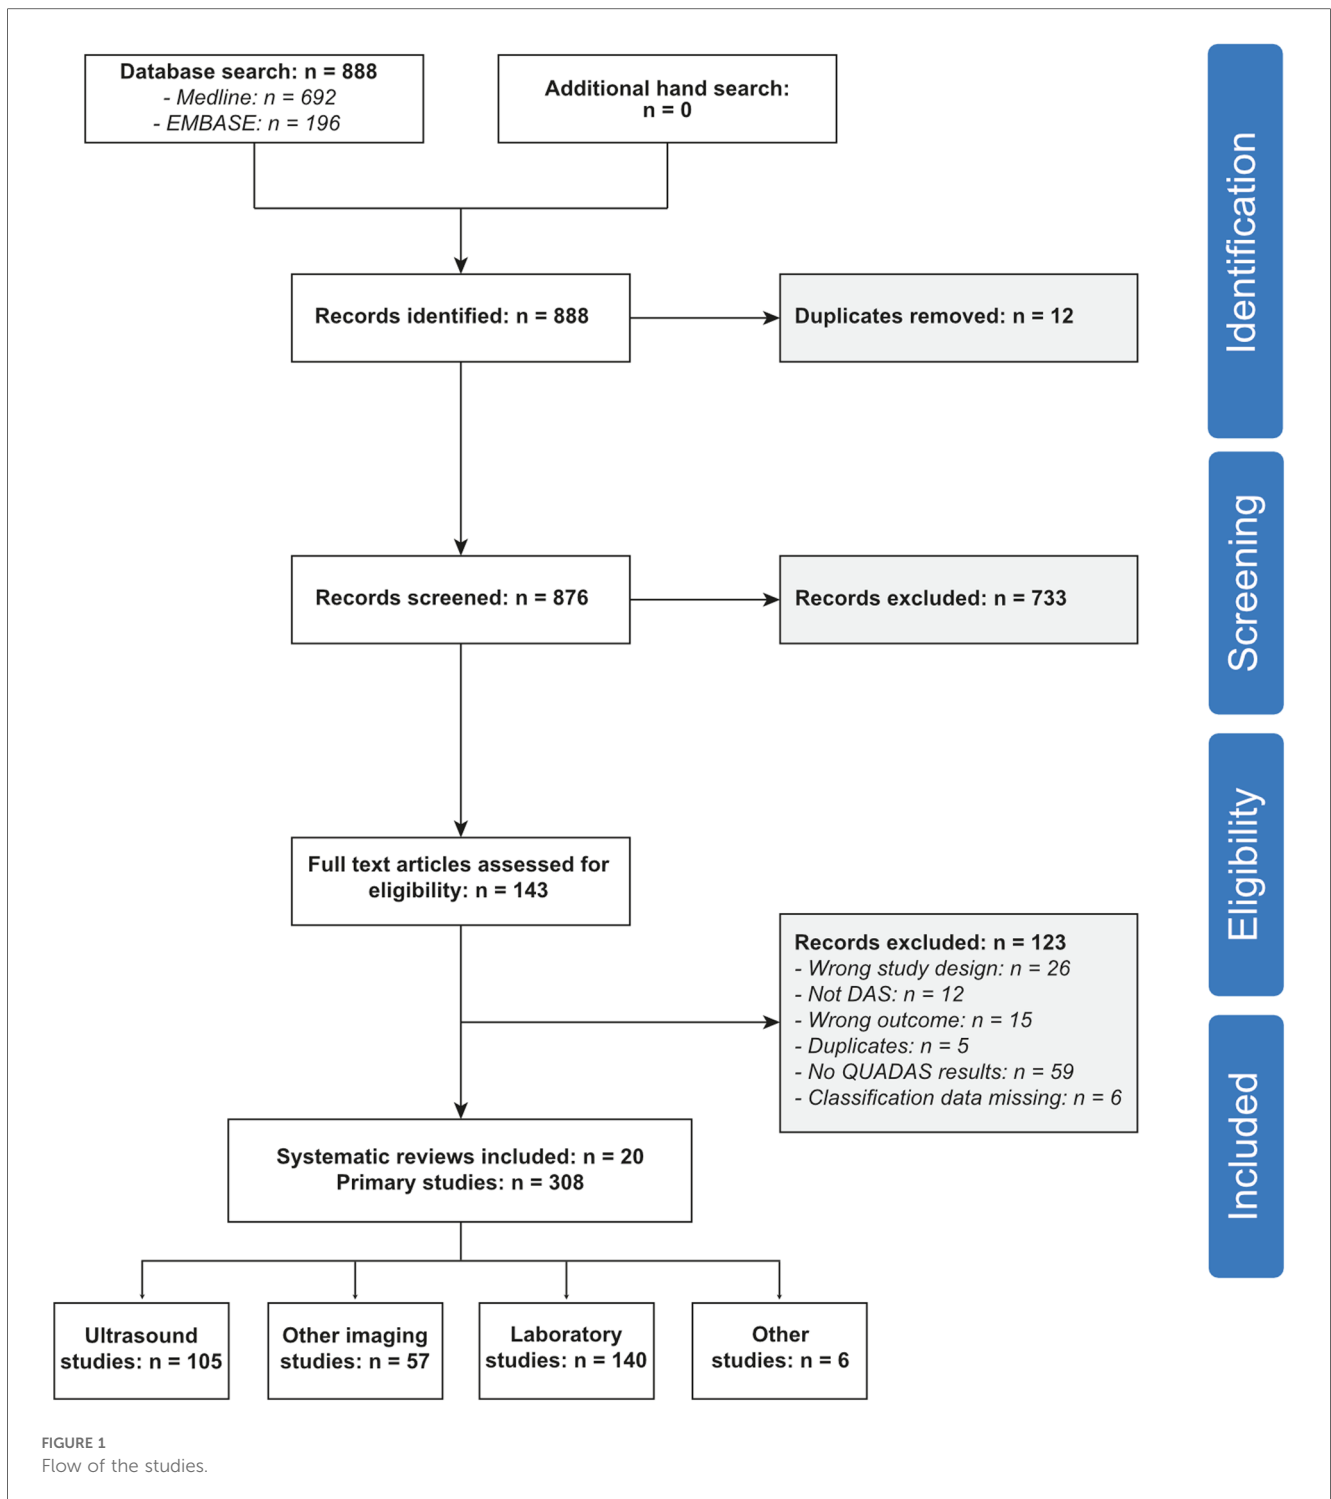 Database search: n = 888
- Medline: n = 692
- EMBASE: n = 196
Additional hand search:
n = 0
Identification
Records identified: n = 888
Duplicates removed: n = 12
Screening
Records screened: n = 876
Records excluded: n = 733
Eligibility
Full text articles assessed for
eligibility: n = 143
Records excluded: n = 123
- Wrong study design: n = 26
- Not DAS: n = 12
- Wrong outcome: n = 15
- Duplicates: n = 5
- No QUADAS results: n = 59
- Classification data missing: n = 6
Included
Systematic reviews included: n = 20
Primary studies: n = 308
Ultrasound
studies: n = 105
Other imaging
studies: n = 57
Laboratory
studies: n = 140
Other
studies: n = 6
FIGURE 1
Flow of the studies.